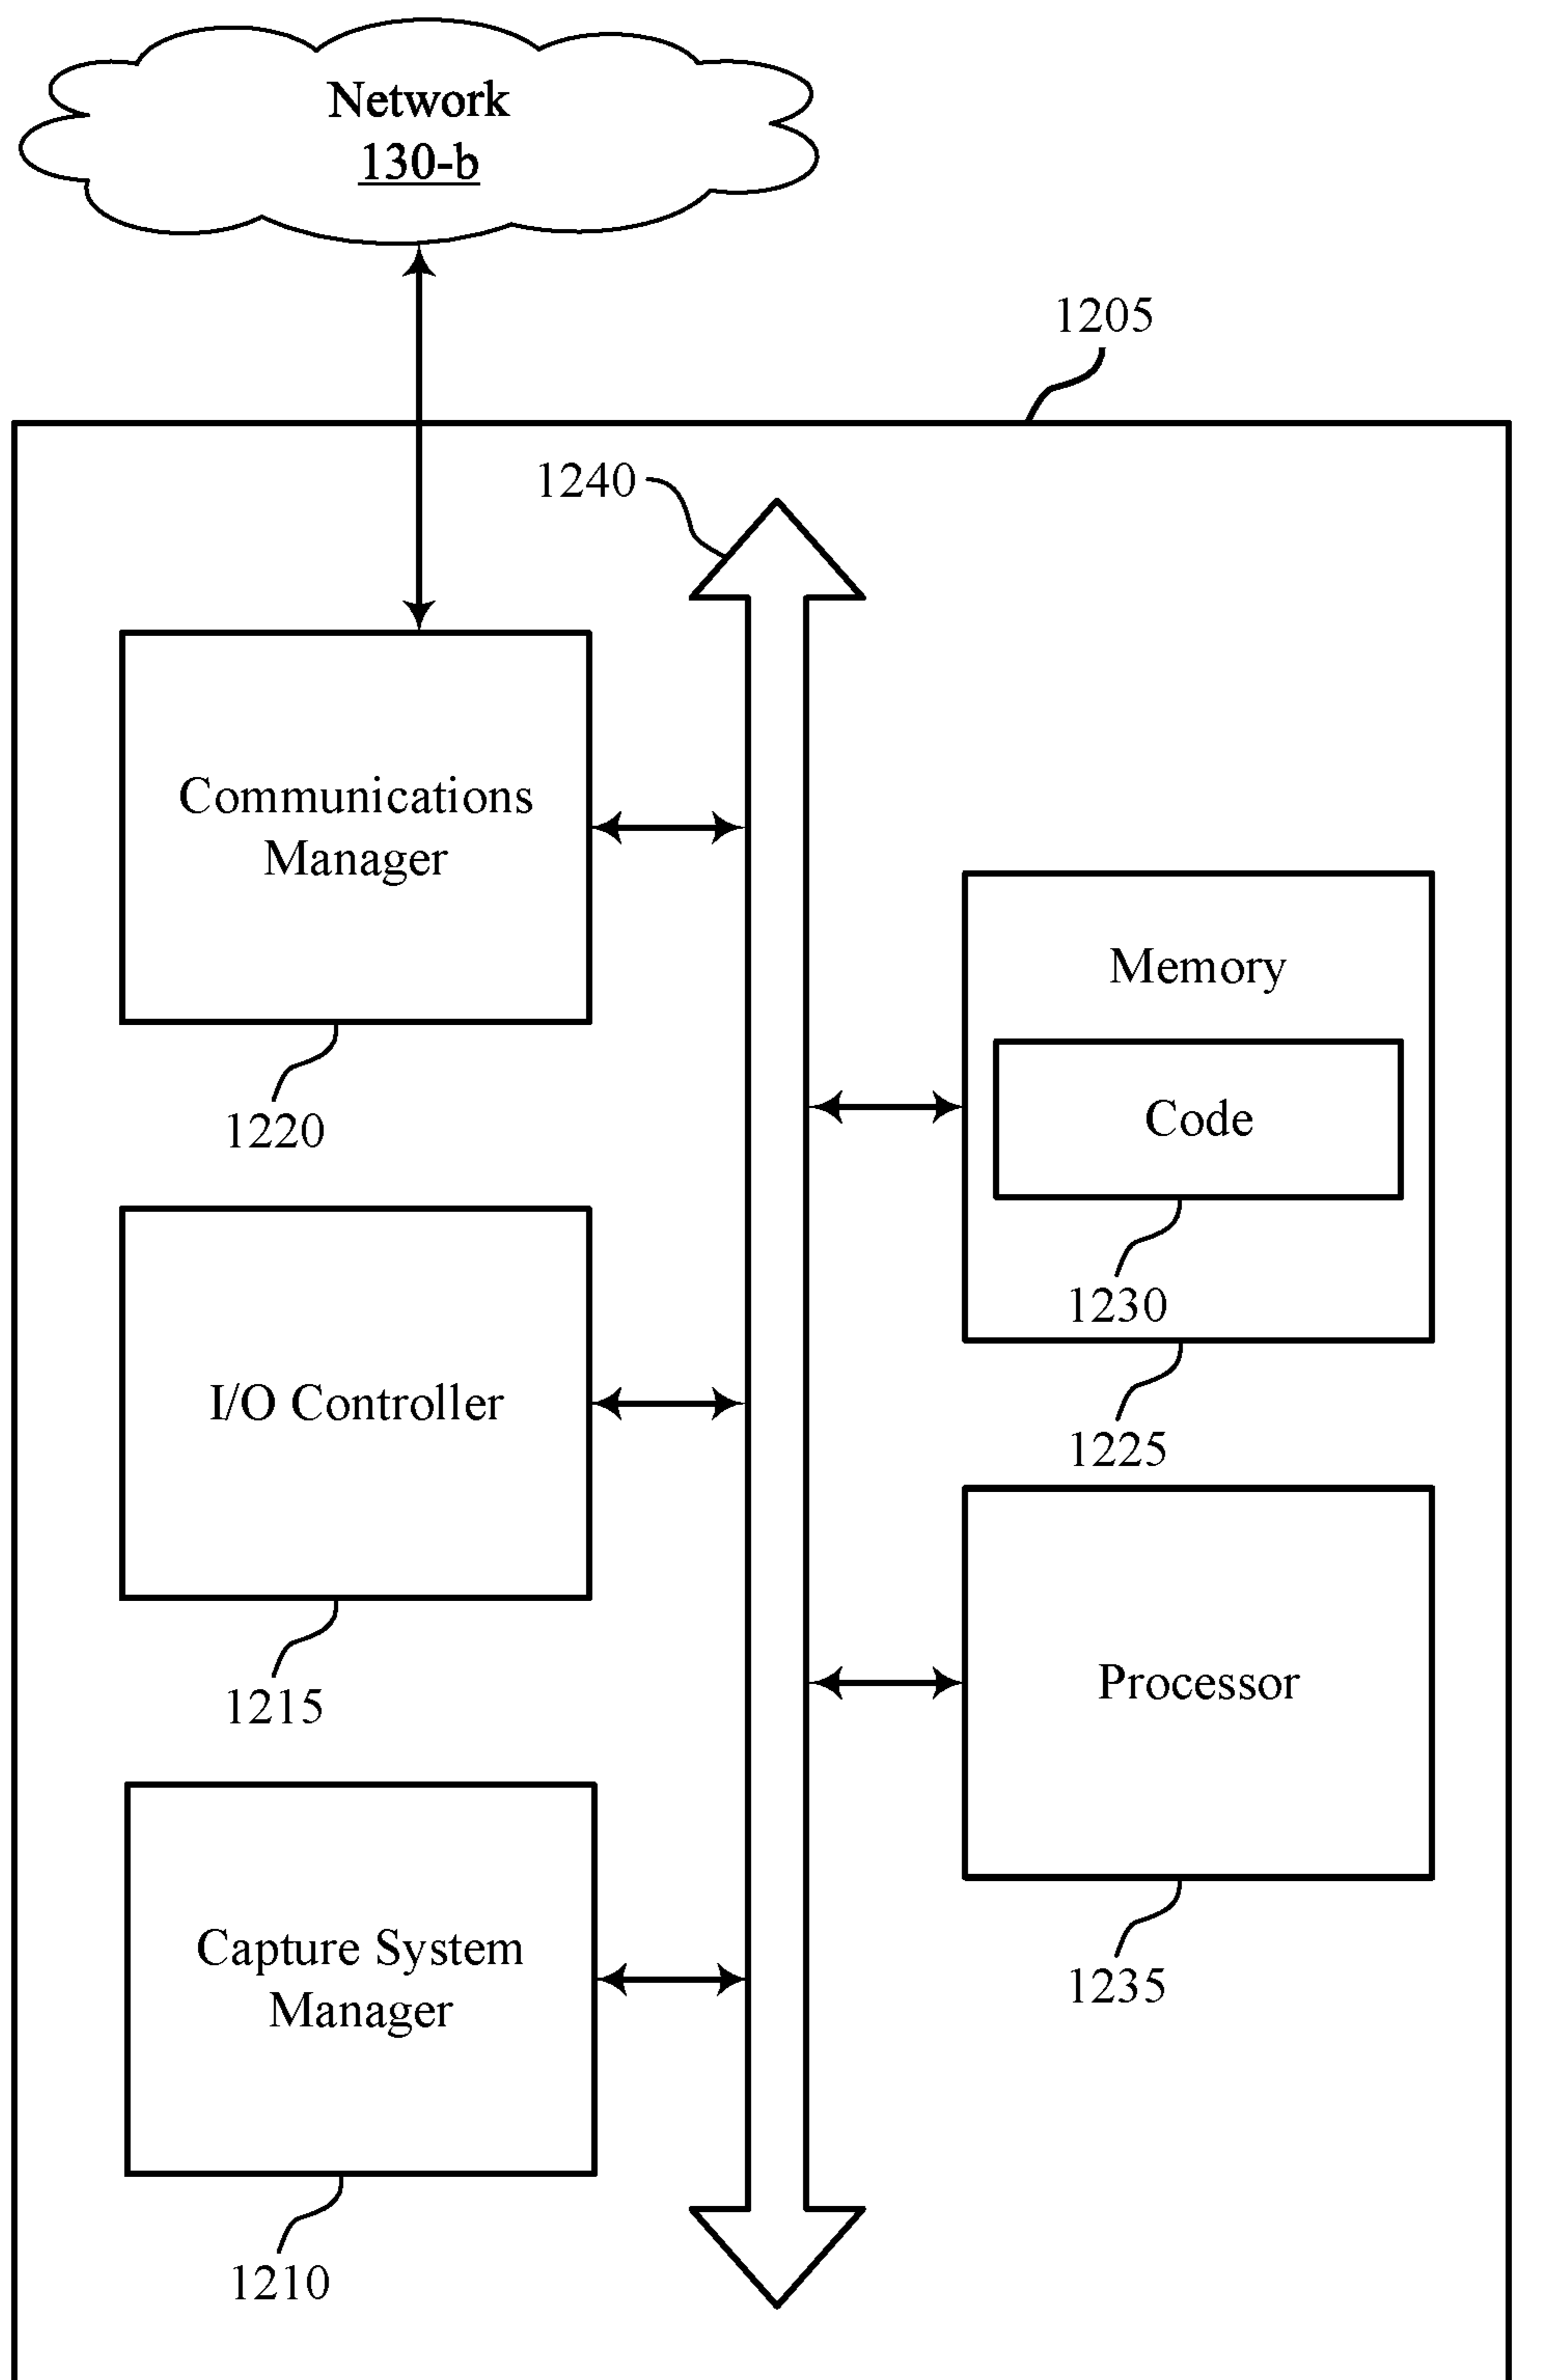 Network
130-b
1205
1240
Communications
Manager
1220
Memory
Code
1230
1225
I/O Controller
1215
Processor
1235
Capture System
Manager
1210